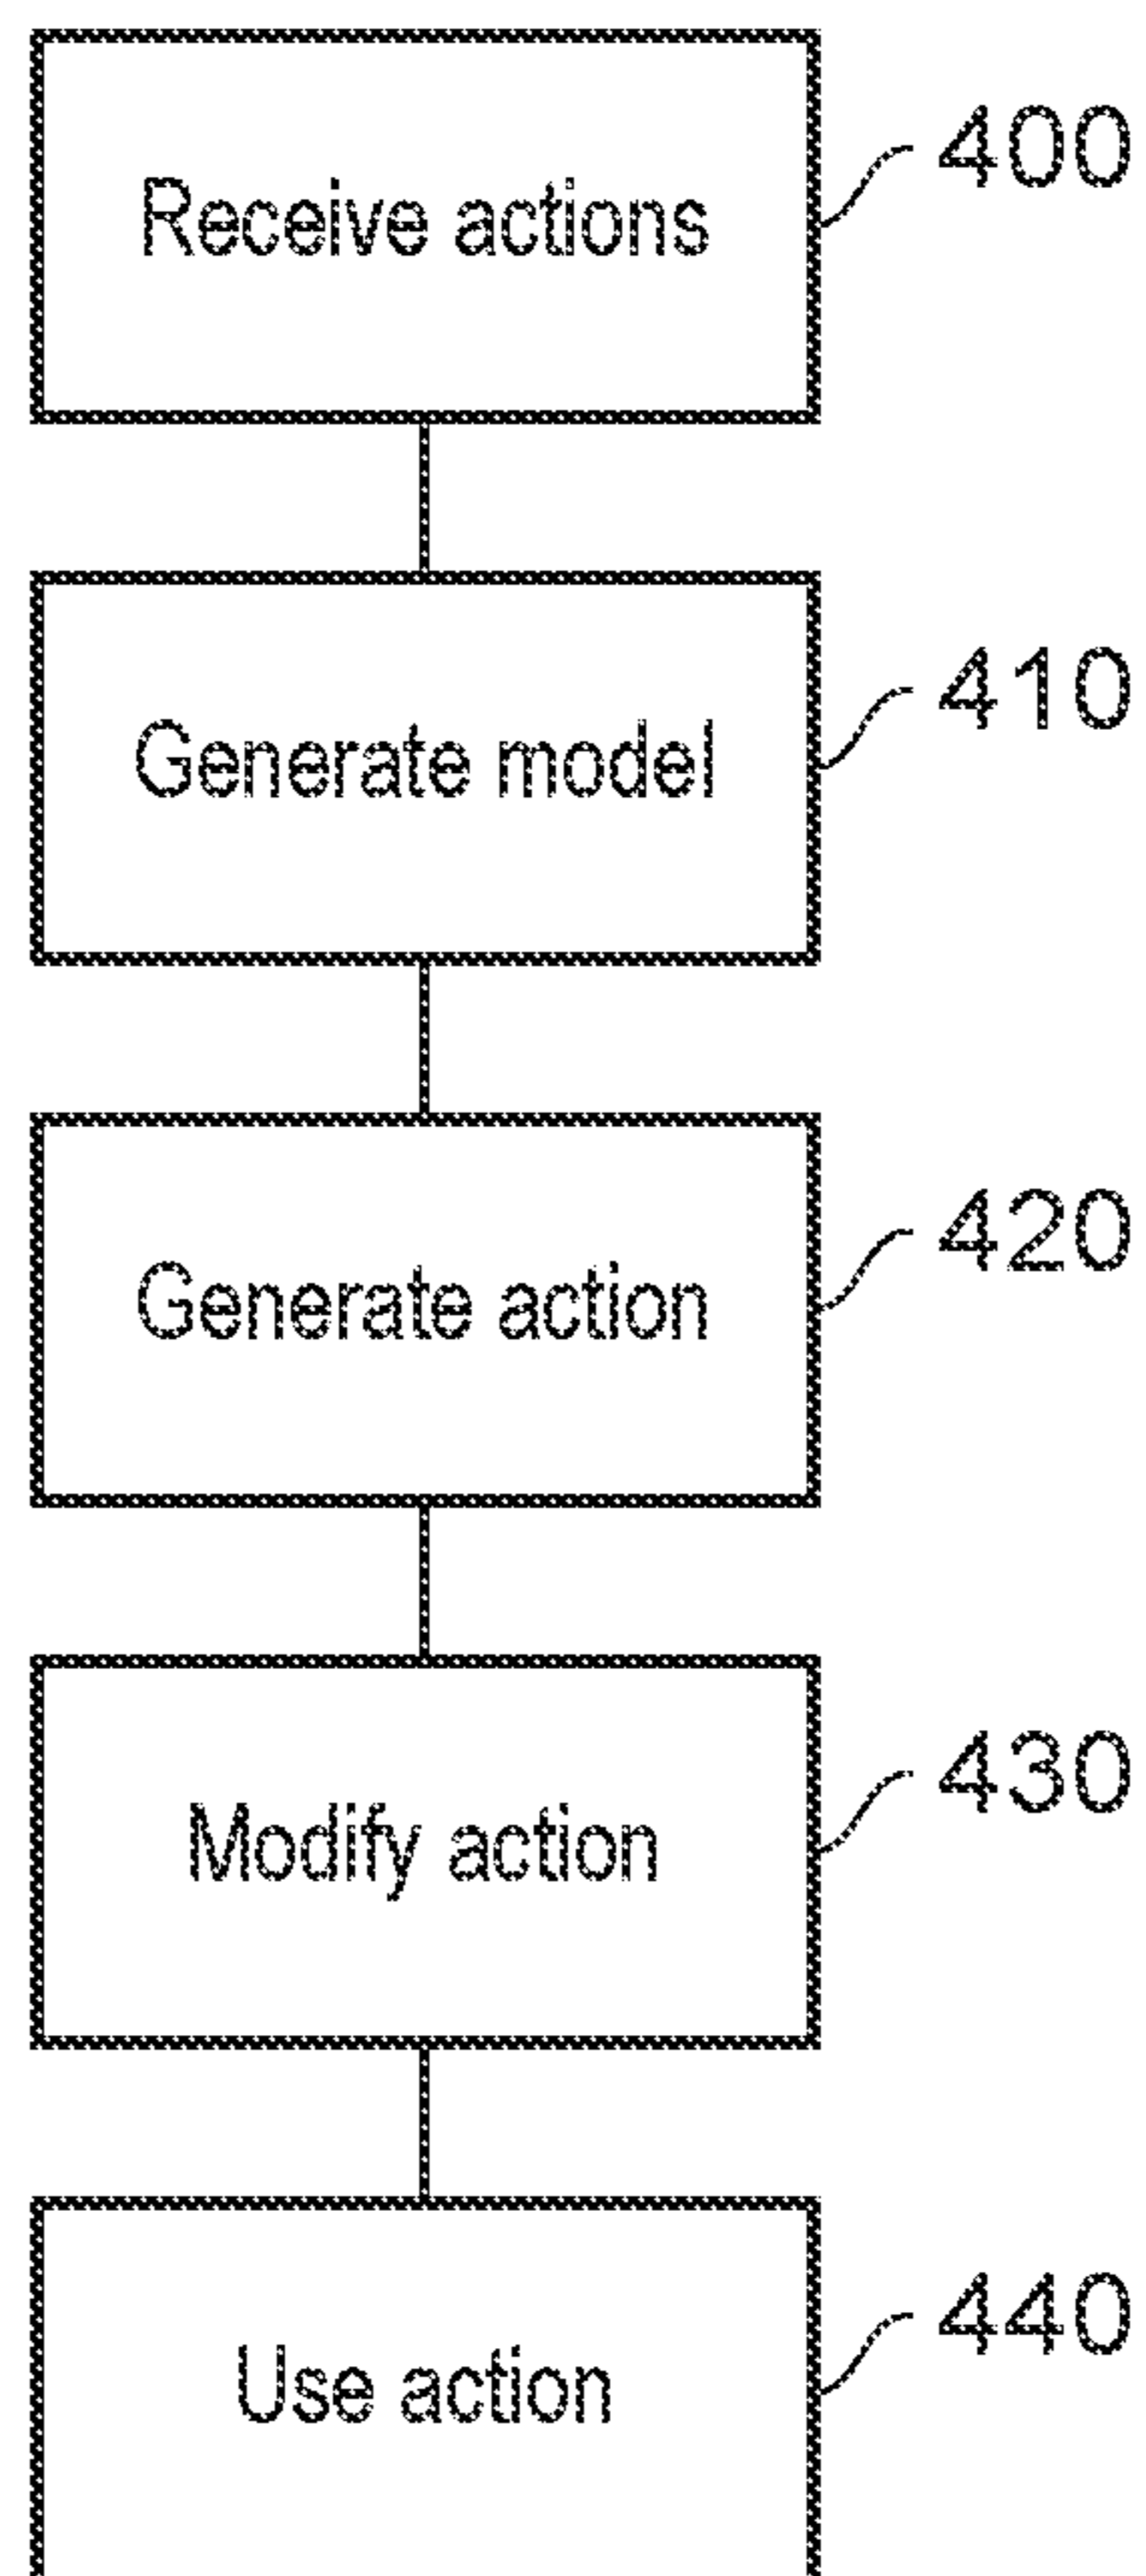 Receive actions
400
Generate model
410
Generate action
420
Modify action
430
Use action
440